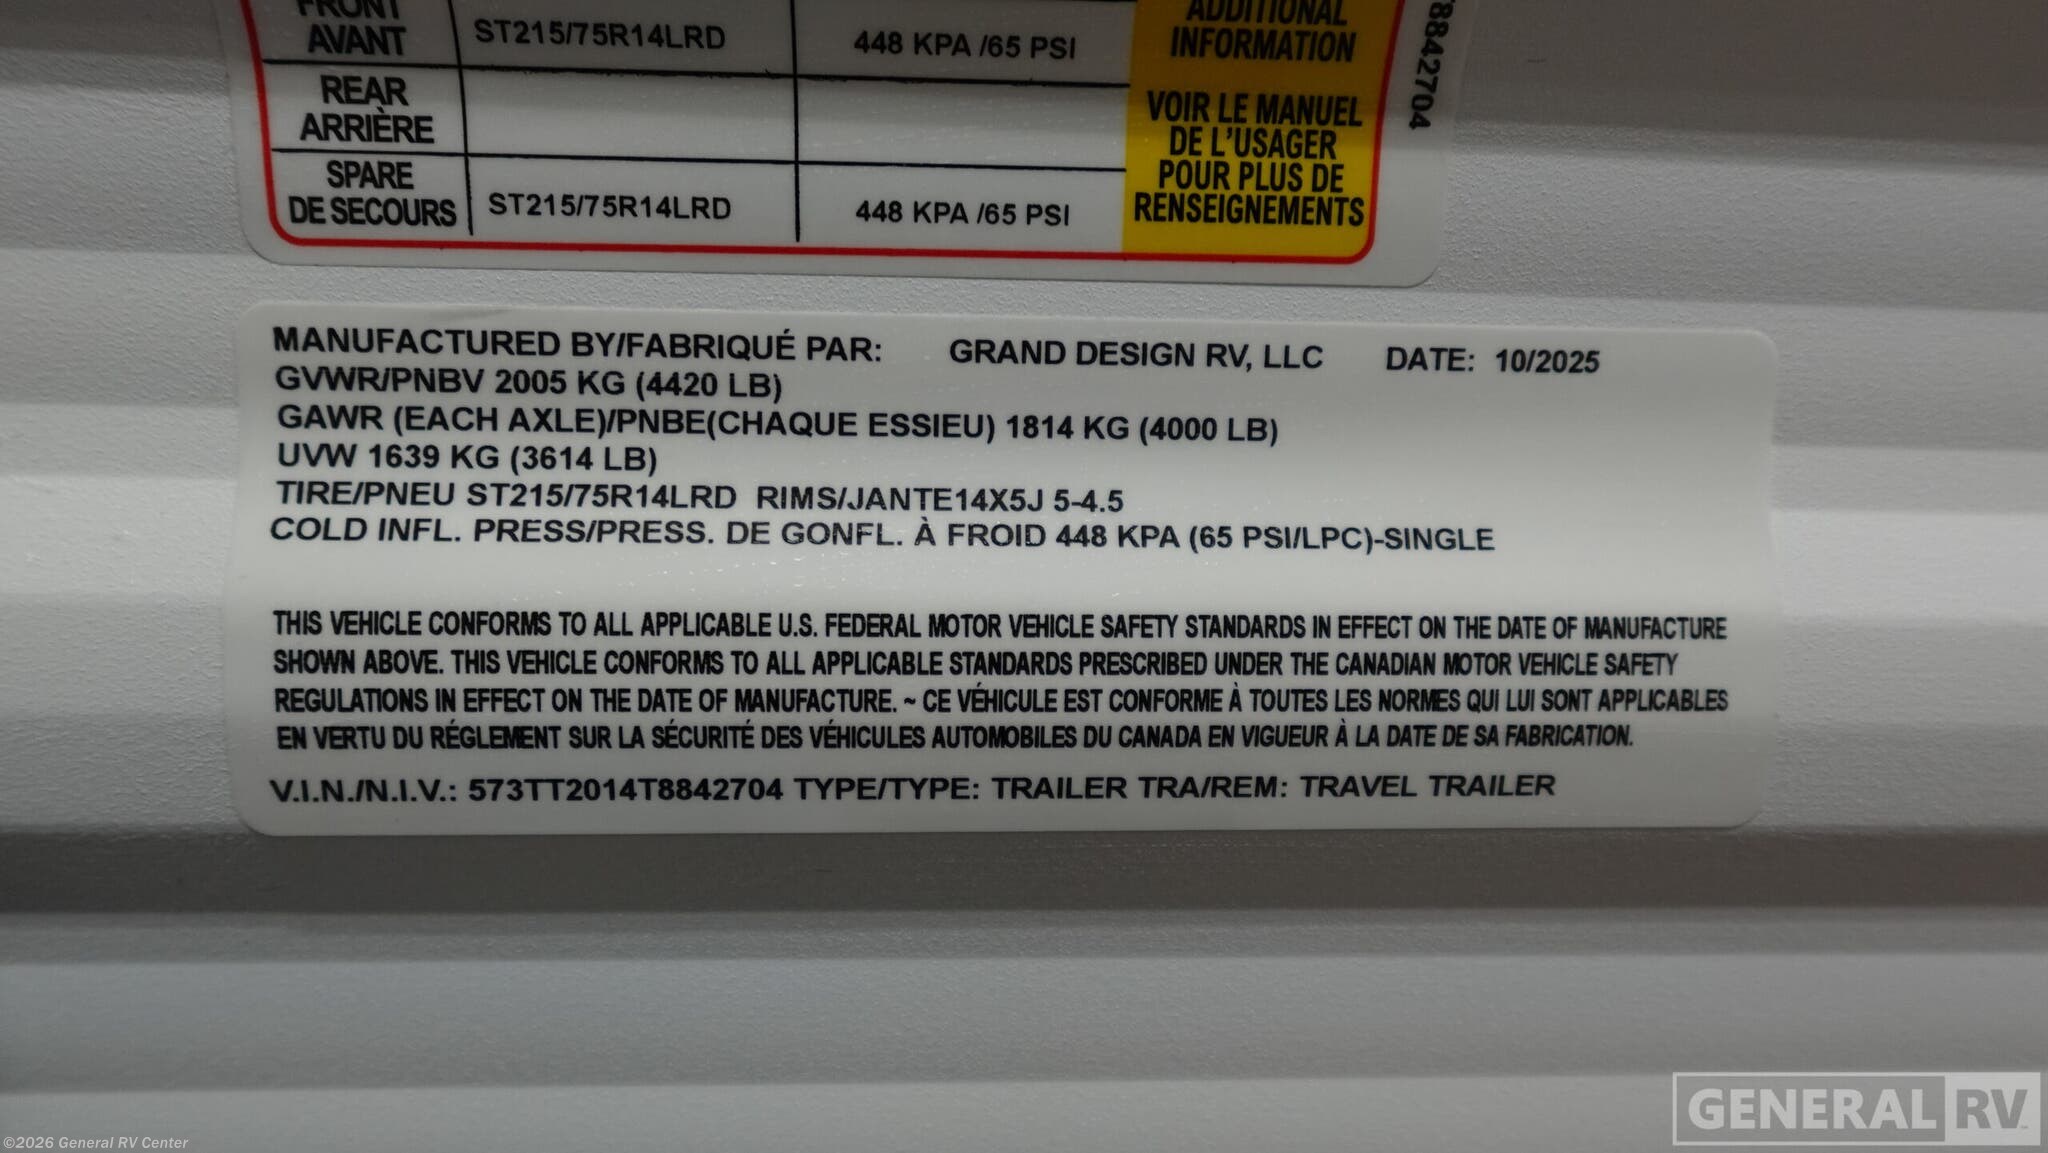 FRONT
AVANT
ST215/75R14LRD
448 KPA /65 PSI
REAR
ARRIÈRE
SPARE
DE SECOURS
ST215/75R14LRD
448 KPA /65 PSI
ADDITIONAL
INFORMATION
VOIR LE MANUEL
DE L'USAGER
POUR PLUS DE
RENSEIGNEMENTS
8842704
MANUFACTURED BY/FABRIQUÉ PAR: GRAND DESIGN RV, LLC DATE: 10/2025
GVWR/PNBV 2005 KG (4420 LB)
GAWR (EACH AXLE)/PNBE(CHAQUE ESSIEU) 1814 KG (4000 LB)
UVW 1639 KG (3614 LB)
TIRE/PNEU ST215/75R14LRD RIMS/JANTE14X5J 5-4.5
COLD INFL. PRESS/PRESS. DE GONFL. À FROID 448 KPA (65 PSI/LPC)-SINGLE
THIS VEHICLE CONFORMS TO ALL APPLICABLE U.S. FEDERAL MOTOR VEHICLE SAFETY STANDARDS IN EFFECT ON THE DATE OF MANUFACTURE
SHOWN ABOVE. THIS VEHICLE CONFORMS TO ALL APPLICABLE STANDARDS PRESCRIBED UNDER THE CANADIAN MOTOR VEHICLE SAFETY
REGULATIONS IN EFFECT ON THE DATE OF MANUFACTURE. ~ CE VÉHICULE EST CONFORME À TOUTES LES NORMES QUI LUI SONT APPLICABLES
EN VERTU DU RÉGLEMENT SUR LA SÉCURITÉ DES VÉHICULES AUTOMOBILES DU CANADA EN VIGUEUR À LA DATE DE SA FABRICATION.
V.I.N./N.I.V.: 573TT2014T8842704 TYPE/TYPE: TRAILER TRA/REM: TRAVEL TRAILER
GENERAL RV
©2026 General RV Center